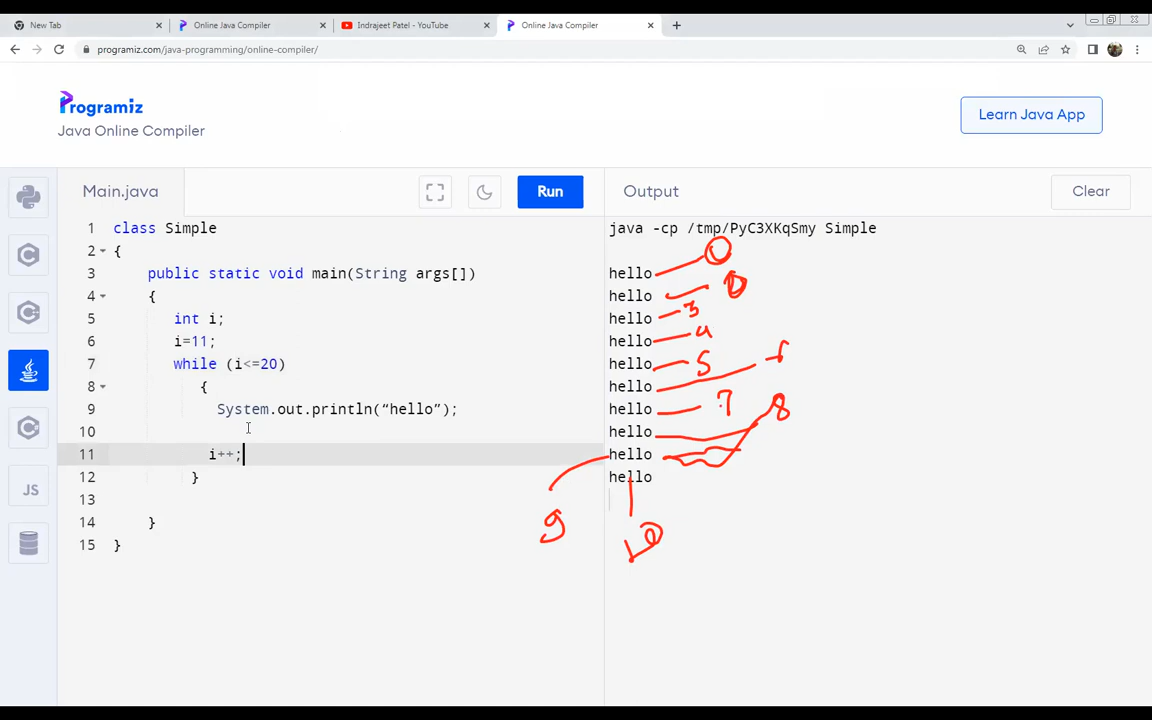 New Tab
Online Java Compiler
Indrajeet Patel - YouTube
Online Java Compiler
programiz.com/java-programming/online-compiler/
Programiz
Java Online Compiler
Learn Java App
Main.java
Run
Output
Clear
1 class Simple
2 {
3 public static void main(String args[])
4 {
5 int i;
6 i=11;
7 while (i<=20)
8 {
9 System.out.println(“hello”);
10
11 i++;
12 }
13
14 }
15 }
JS
java -cp /tmp/PyC3XKqSmy Simple
hello
hello
hello 3
hello 4
hello 5
hello
hello 7
hello 8
hello 9
hello 10